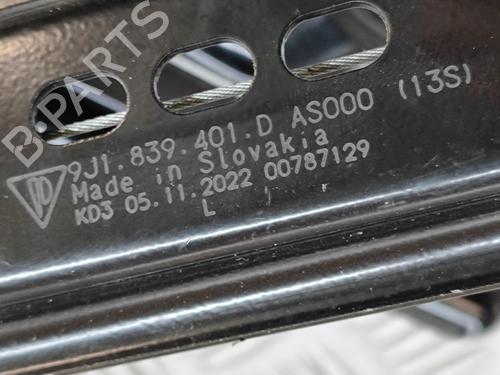 B PARTS
9J1.839.401.D AS000 (13S)
Made in Slovakia
KD3 05.11.2022 00787129
L